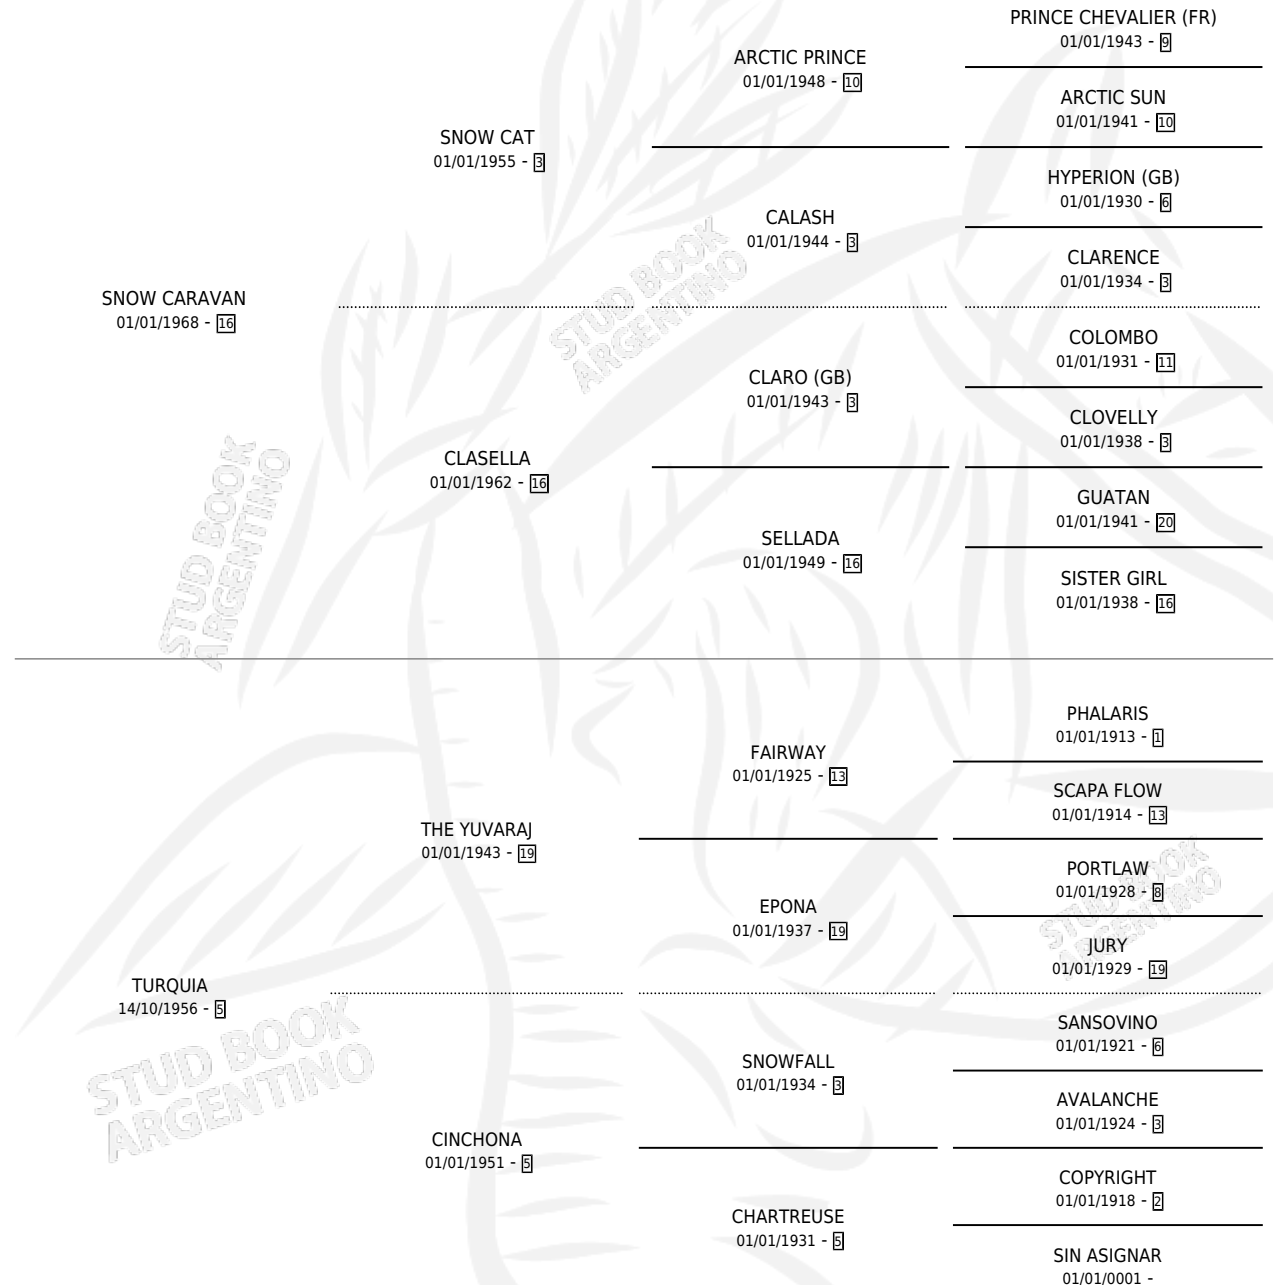 PRINCE CHEVALIER (FR)
01/01/1943 - 9
ARCTIC PRINCE
01/01/1948 - 10
ARCTIC SUN
01/01/1941 - 10
SNOW CAT
01/01/1955 - 3
HYPERION (GB)
01/01/1930 - 6
CALASH
01/01/1944 - 3
CLARENCE
01/01/1934 - 3
SNOW CARAVAN
01/01/1968 - 16
COLOMBO
01/01/1931 - 11
CLARO (GB)
01/01/1943 - 3
CLOVELLY
01/01/1938 - 3
CLASELLA
01/01/1962 - 16
GUATAN
01/01/1941 - 20
SELLADA
01/01/1949 - 16
SISTER GIRL
01/01/1938 - 16
PHALARIS
01/01/1913 - 1
FAIRWAY
01/01/1925 - 13
SCAPA FLOW
01/01/1914 - 13
THE YUVARAJ
01/01/1943 - 19
PORTLAW
01/01/1928 - 8
EPONA
01/01/1937 - 19
JURY
01/01/1929 - 19
TURQUIA
14/10/1956 - 5
SANSOVINO
01/01/1921 - 6
SNOWFALL
01/01/1934 - 3
AVALANCHE
01/01/1924 - 3
CINCHONA
01/01/1951 - 5
COPYRIGHT
01/01/1918 - 2
CHARTREUSE
01/01/1931 - 5
SIN ASIGNAR
01/01/0001 -
STUD BOOK
ARGENTINO
STUD BOOK
ARGENTINO
STUD BOOK
ARGENTINO
STUD BOOK
ARGENTINO